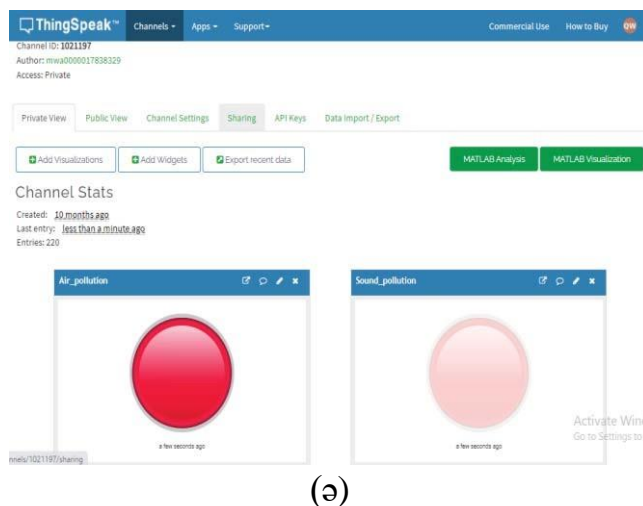 ThingSpeak™ Channels Apps Support Commercial Use How to Buy QW
Channel ID: 1021197
Author: mwa0000017838329
Access: Private
Private View Public View Channel Settings Sharing API Keys Data Import / Export
Add Visualizations Add Widgets Export recent data MATLAB Analysis MATLAB Visualization
Channel Stats
Created: 10 months ago
Last entry: less than a minute ago
Entries: 220
Air_pollution Sound_pollution
a few seconds ago a few seconds ago
Activate Win
Go to Settings to
nnels/1021197/sharing
(ə)